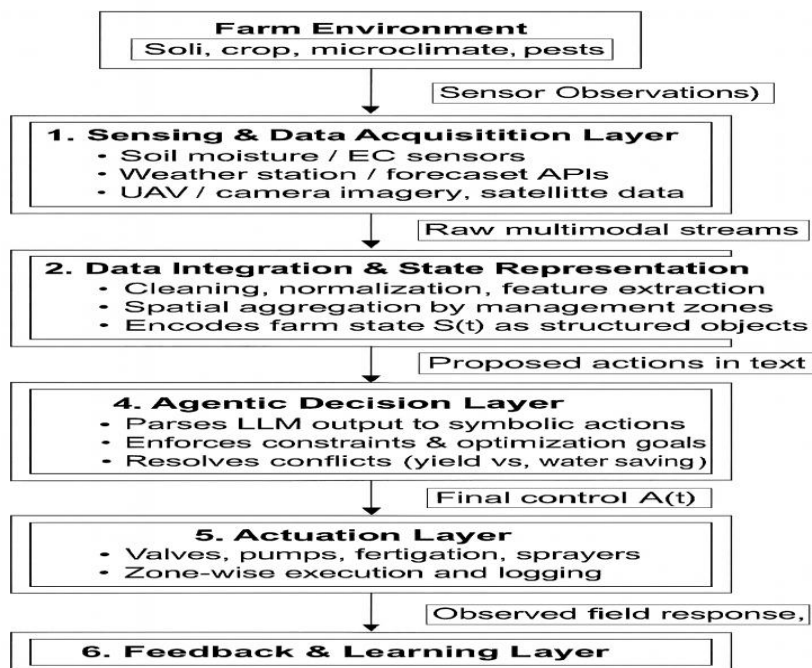 Farm Environment
Soli, crop, microclimate, pests
Sensor Observations)
1. Sensing & Data Acquisitition Layer
• Soil moisture / EC sensors
• Weather station / forecaset APIs
• UAV / camera imagery, satellitte data
Raw multimodal streams
2. Data Integration & State Representation
• Cleaning, normalization, feature extraction
• Spatial aggregation by management zones
• Encodes farm state S(t) as structured objects
Proposed actions in text
4. Agentic Decision Layer
• Parses LLM output to symbolic actions
• Enforces constraints & optimization goals
• Resolves conflicts (yield vs, water saving)
Final control A(t)
5. Actuation Layer
• Valves, pumps, fertigation, sprayers
• Zone-wise execution and logging
Observed field response,
6. Feedback & Learning Layer